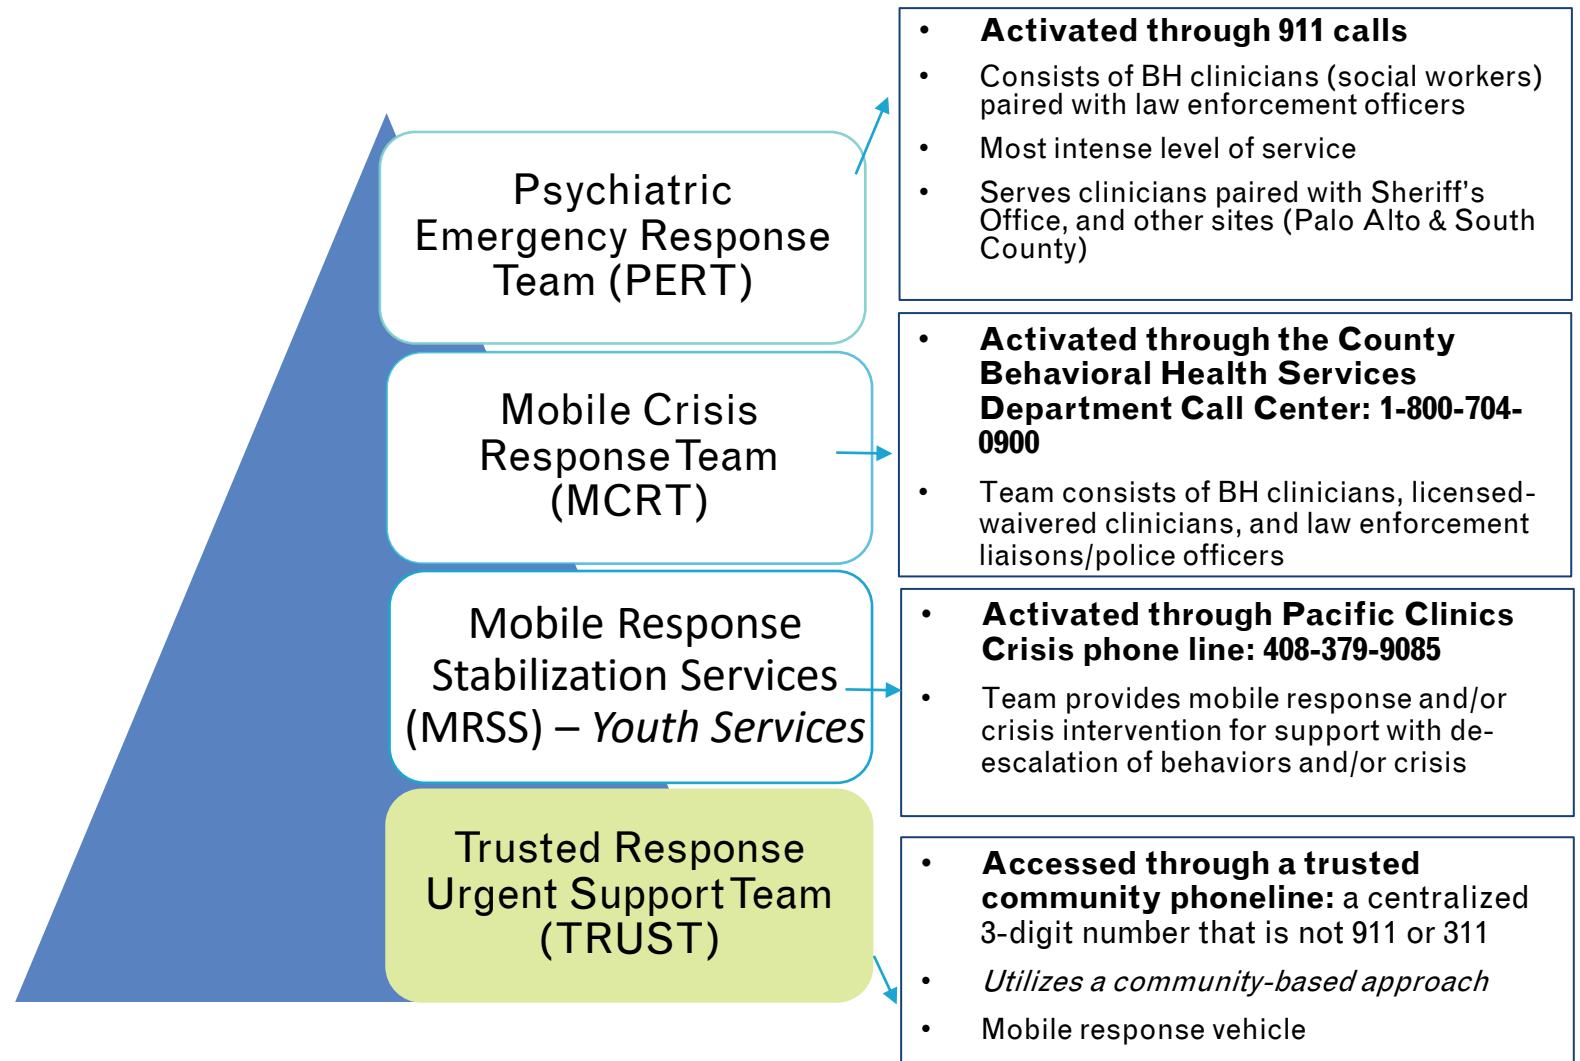 Psychiatric
Emergency Response
Team (PERT)
• Activated through 911 calls
• Consists of BH clinicians (social workers)
paired with law enforcement officers
• Most intense level of service
• Serves clinicians paired with Sheriff’s
Office, and other sites (Palo Alto & South
County)
Mobile Crisis
Response Team
(MCRT)
• Activated through the County
Behavioral Health Services
Department Call Center: 1-800-704-
0900
• Team consists of BH clinicians, licensed-
waivered clinicians, and law enforcement
liaisons/police officers
Mobile Response
Stabilization Services
(MRSS) – Youth Services
• Activated through Pacific Clinics
Crisis phone line: 408-379-9085
• Team provides mobile response and/or
crisis intervention for support with de-
escalation of behaviors and/or crisis
Trusted Response
Urgent Support Team
(TRUST)
• Accessed through a trusted
community phoneline: a centralized
3-digit number that is not 911 or 311
• Utilizes a community-based approach
• Mobile response vehicle